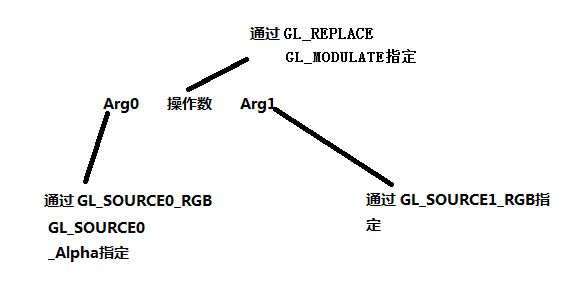 通过 GL_REPLACE
GL_MODULATE指定
Arg0 操作数 Arg1
通过 GL_SOURCE0_RGB
GL_SOURCE0
_Alpha指定
通过 GL_SOURCE1_RGB指
定